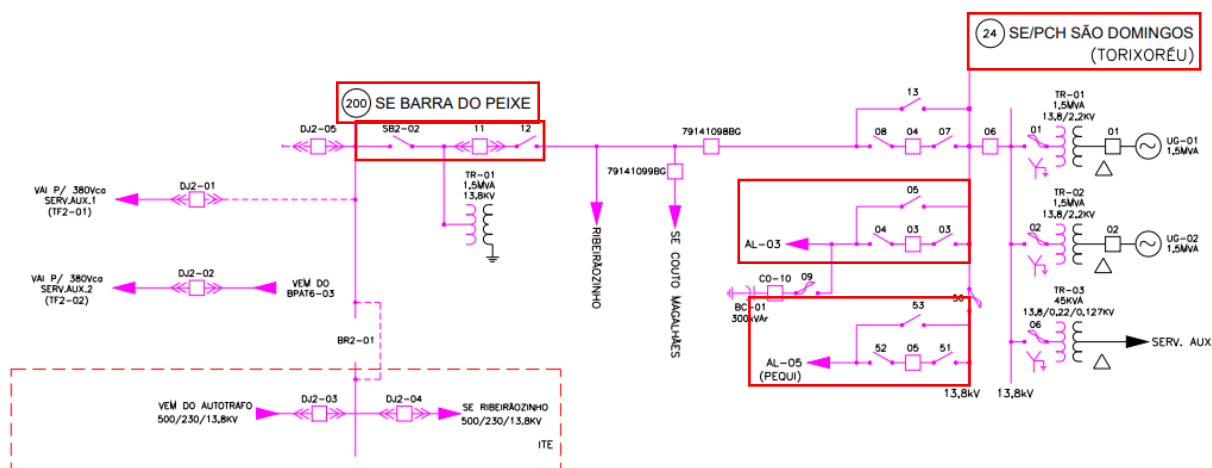 24 SE/PCH SÃO DOMINGOS
(TORIXORÉU)
200 SE BARRA DO PEIXE
DJ2-05
SB2-02
11
12
79141098BG
79141099BG
13
08
04
07
06
TR-01
1,5MVA
13,8/2,2KV
01
01
UG-01
1,5MVA
TR-01
1,5MVA
13,8KV
VAI P/ 380Vca
SERV.AUX.1
(TF2-01)
DJ2-01
VAI P/ 380Vca
SERV.AUX.2
(TF2-02)
DJ2-02
VEM DO
BPAT6-03
RIBEIRÃOZINHO
SE COUTO MAGALHÃES
05
AL-03
04
03
03
TR-02
1,5MVA
13,8/2,2KV
02
02
UG-02
1,5MVA
CO-10
09
BC-01
300kVAr
53
AL-05
(PEQUI)
52
05
51
TR-03
45KVA
13,8/0,22/0,127KV
06
SERV. AUX
13,8kV
13,8kV
BR2-01
VEM DO AUTOTRAFO
500/230/13,8KV
DJ2-03
DJ2-04
SE RIBEIRÃOZINHO
500/230/13,8KV
ITE